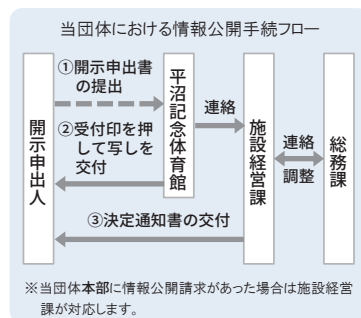 当団体における情報公開手続フロー
開示申出人
①開示申出書
の提出
②受付印を押
して写しを
交付
平沼記念体育館
連絡
施設経営課
連絡
調整
総務課
③決定通知書の交付
※当団体本部に情報公開請求があった場合は施設経営
課が対応します。